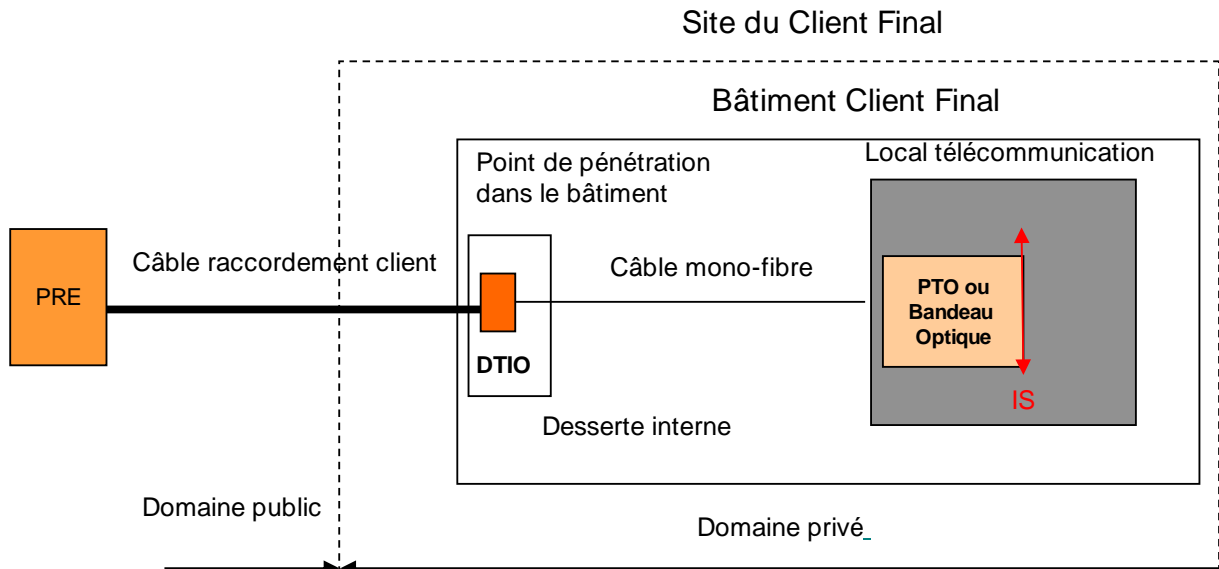 Site du Client Final
Bâtiment Client Final
Point de pénétration
dans le bâtiment
Local télécommunication
Câble raccordement client
Câble mono-fibre
PRE
PTO ou
Bandeau
Optique
DTIO
IS
Desserte interne
Domaine public
Domaine privé